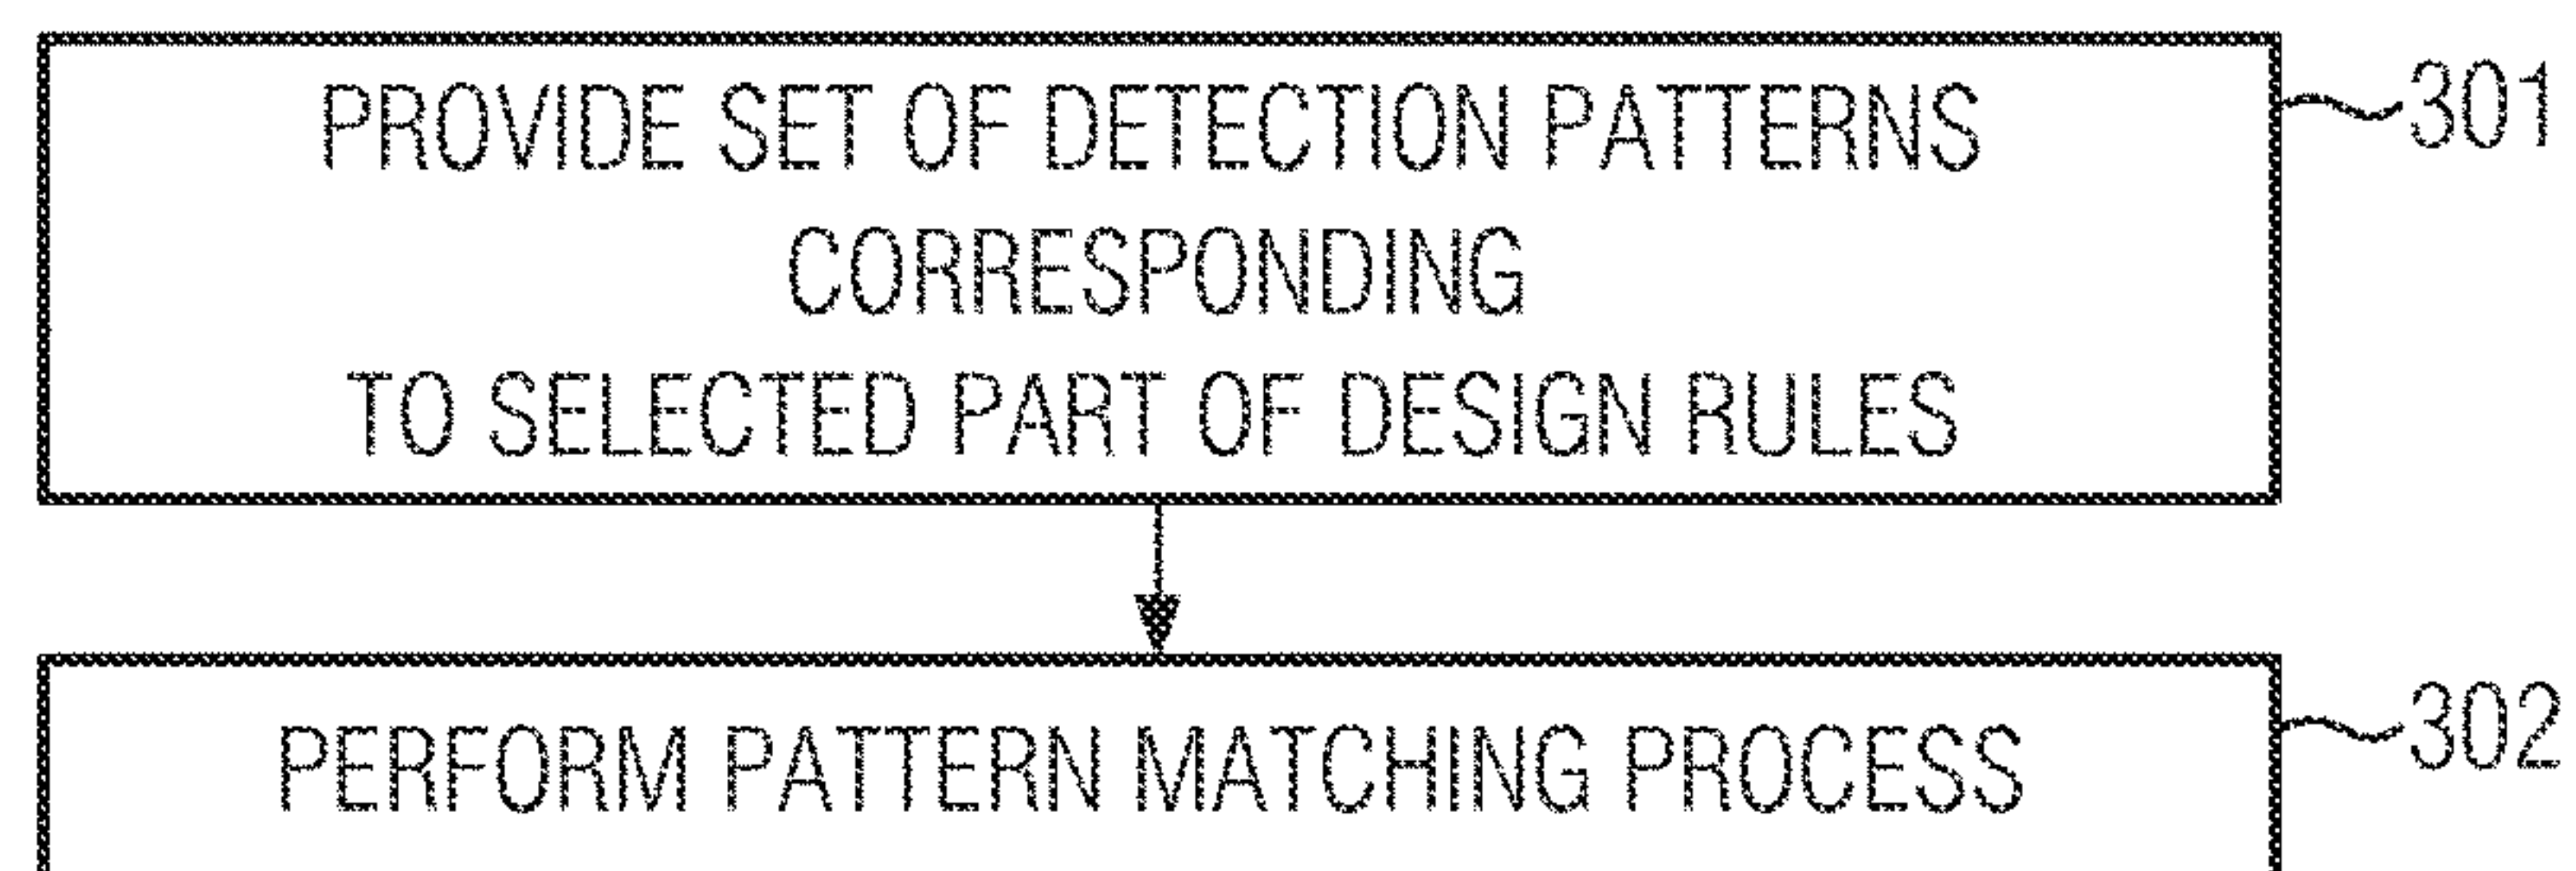 PROVIDE SET OF DETECTION PATTERNS
CORRESPONDING
TO SELECTED PART OF DESIGN RULES
301
PERFORM PATTERN MATCHING PROCESS
302